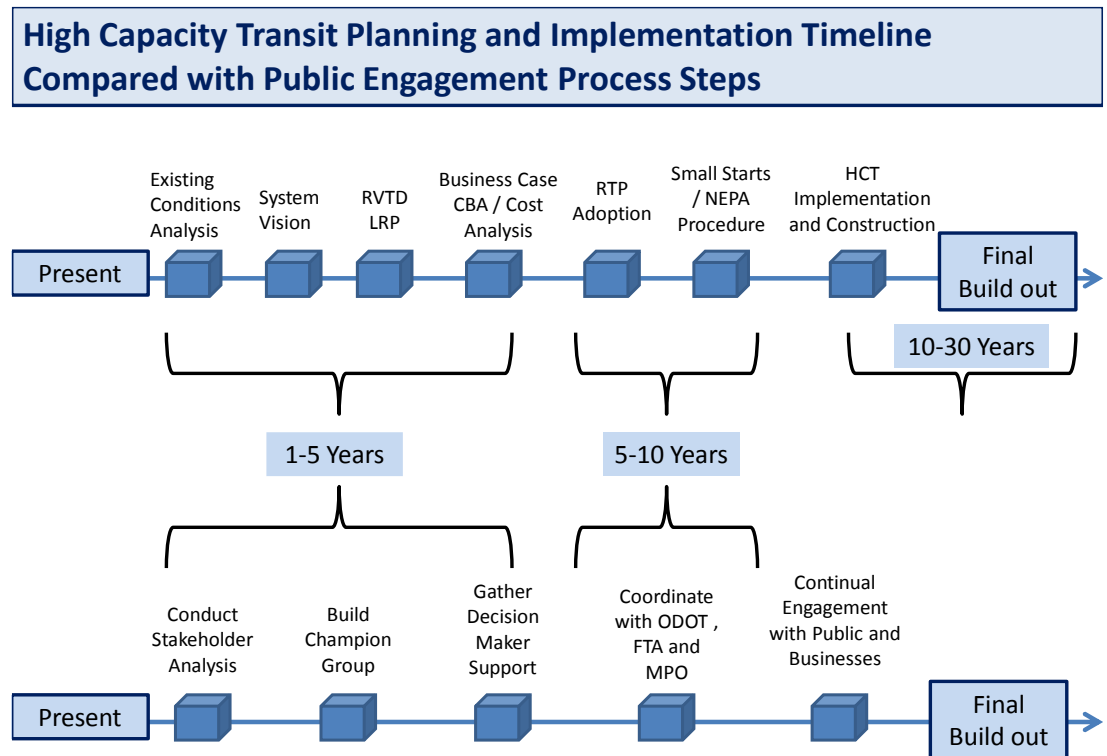 High Capacity Transit Planning and Implementation Timeline
Compared with Public Engagement Process Steps
Existing
Conditions
Analysis
System
Vision
RVTD
LRP
Business Case
CBA / Cost
Analysis
RTP
Adoption
Small Starts
/ NEPA
Procedure
HCT
Implementation
and Construction
Present
Final
Build out
10-30 Years
1-5 Years
5-10 Years
Conduct
Stakeholder
Analysis
Build
Champion
Group
Gather
Decision
Maker
Support
Coordinate
with ODOT ,
FTA and
MPO
Continual
Engagement
with Public and
Businesses
Present
Final
Build out